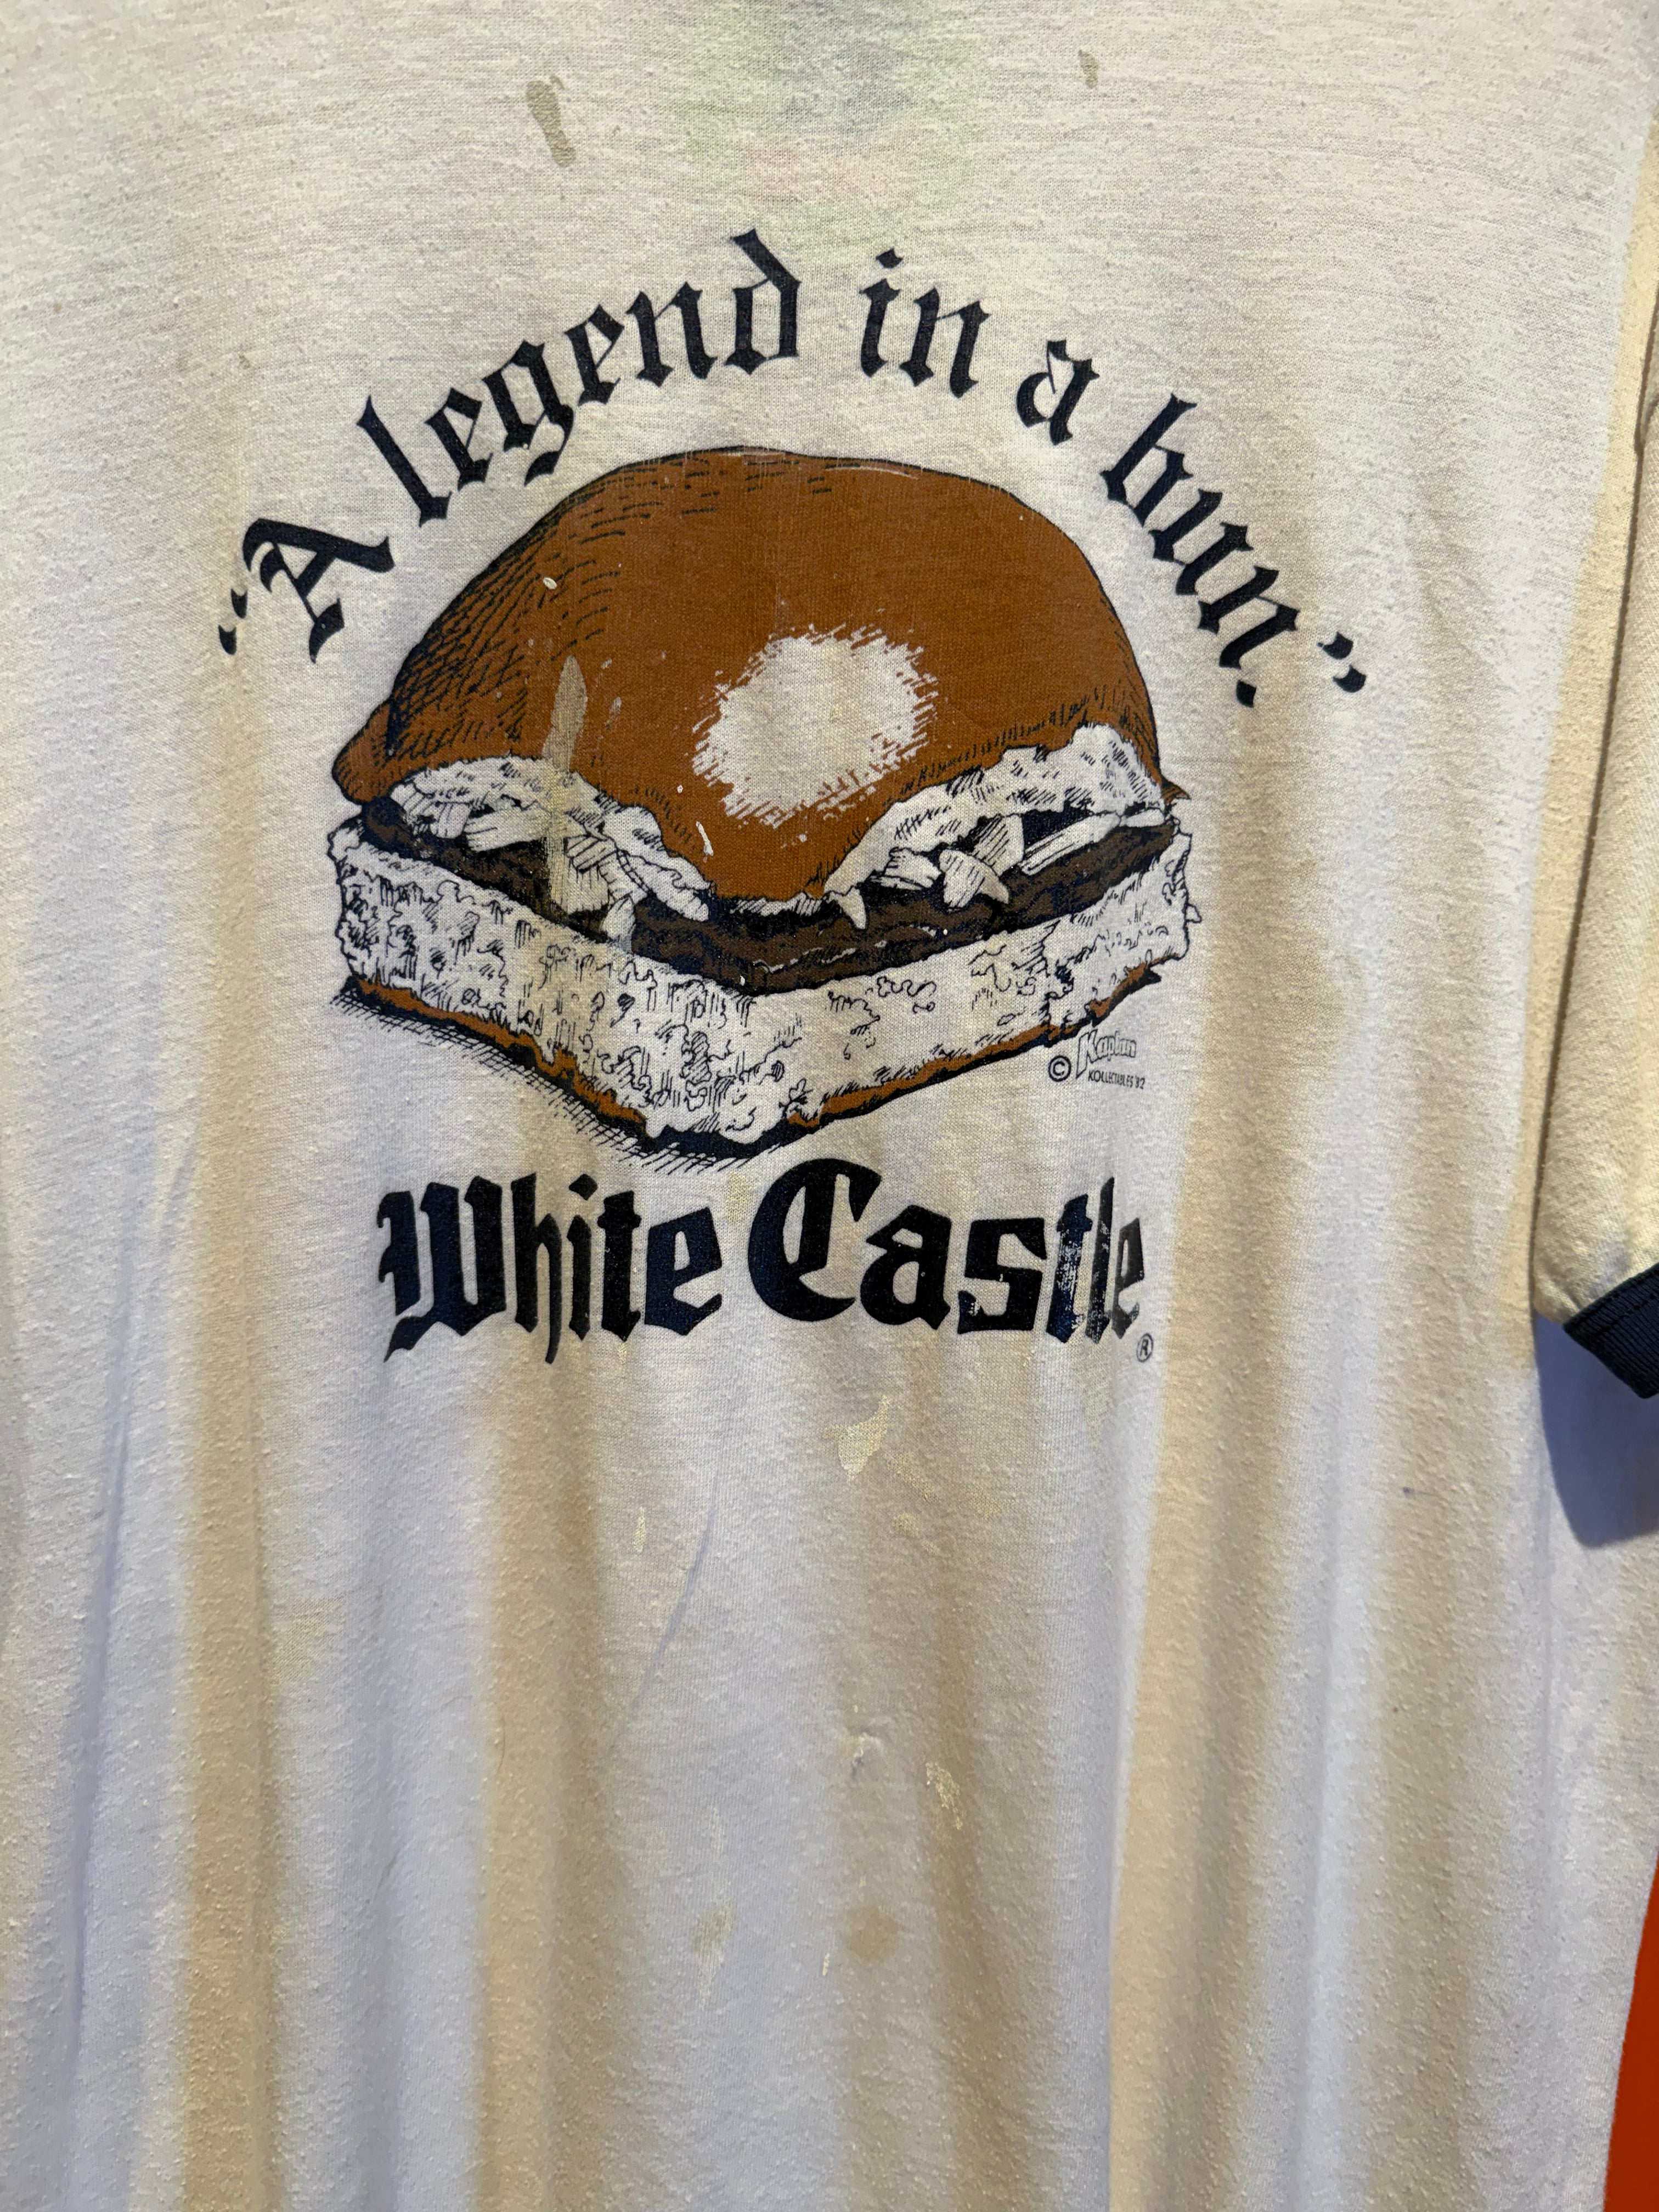 “A legend in a bun.”
© Kaplan
KOLLECTABLES '82
White Castle®